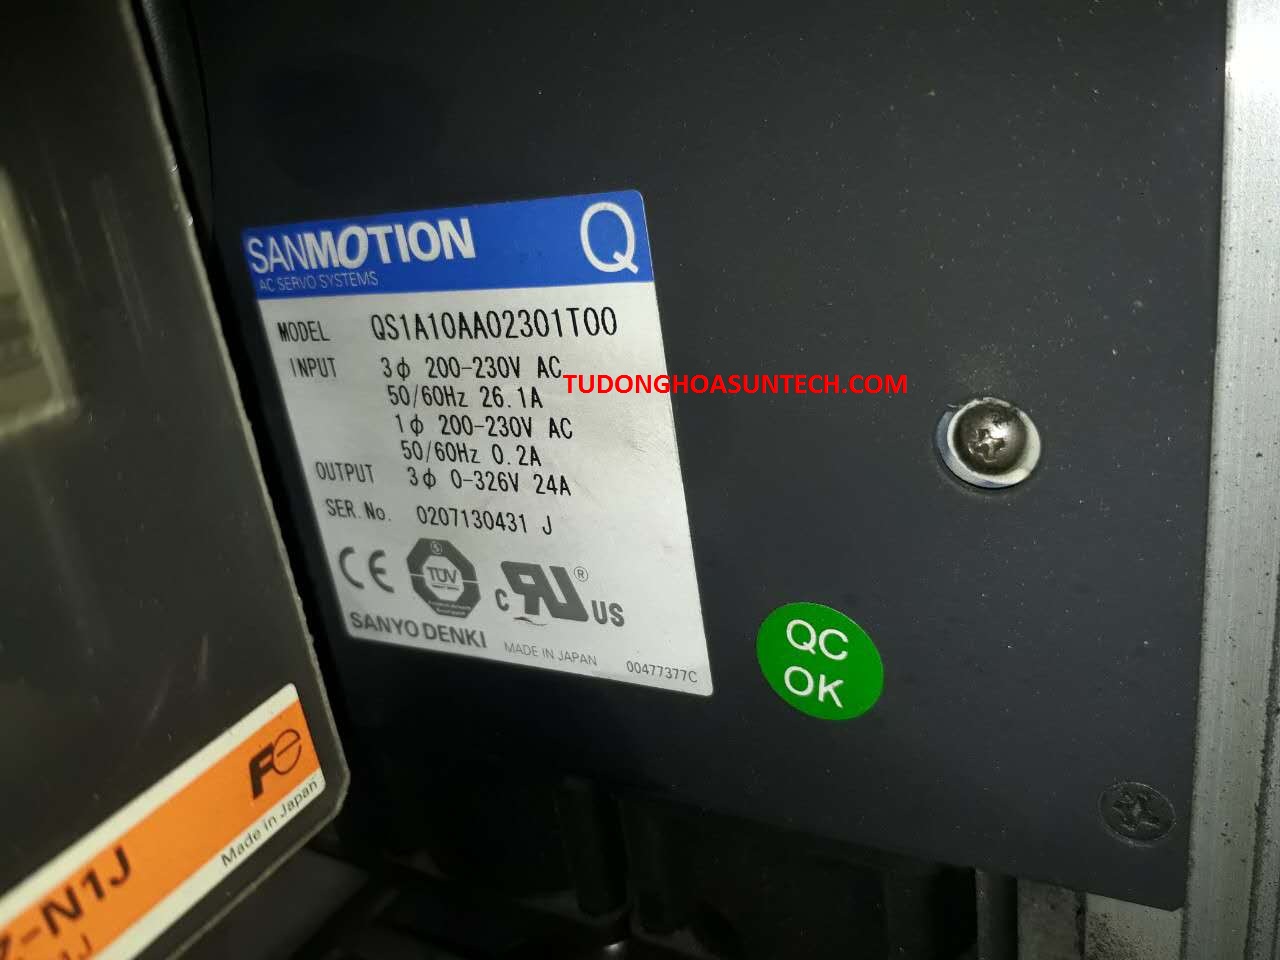 SANMOTION Q
AC SERVO SYSTEMS
MODEL QS1A10AA02301T00
INPUT 3ϕ 200-230V AC
50/60Hz 26.1A
1ϕ 200-230V AC
50/60Hz 0.2A
OUTPUT 3ϕ 0-326V 24A
SER.No. 0207130431 J
CE TÜV c RU ® US
SANYO DENKI MADE IN JAPAN 00477377C
TUDONGHOASUNTECH.COM
QC
OK
Fe
Made in Japan
-N1J